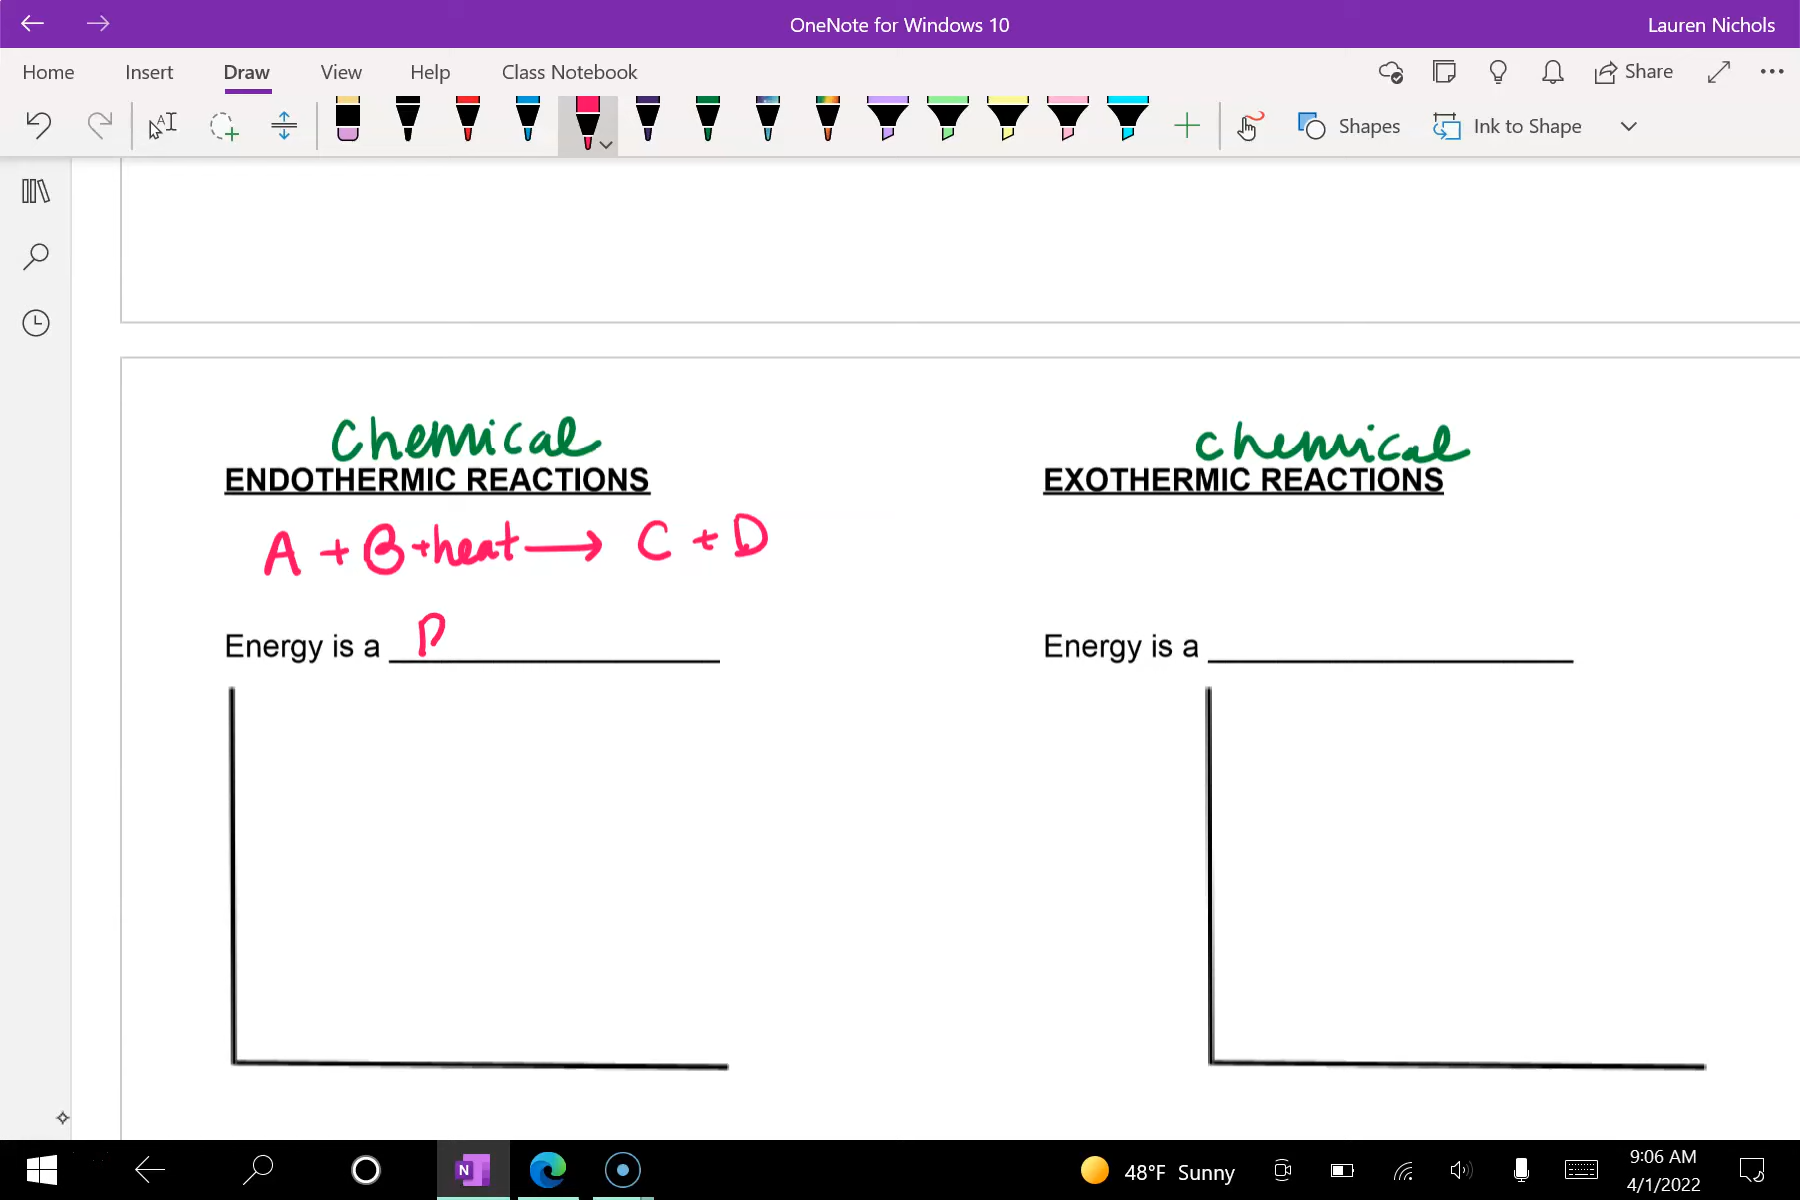 OneNote for Windows 10
Lauren Nichols
Home Insert Draw View Help Class Notebook Share
Shapes Ink to Shape
Chemical
ENDOTHERMIC REACTIONS
A + B + heat → C + D
Energy is a
chemical
EXOTHERMIC REACTIONS
Energy is a
48°F Sunny
9:06 AM
4/1/2022